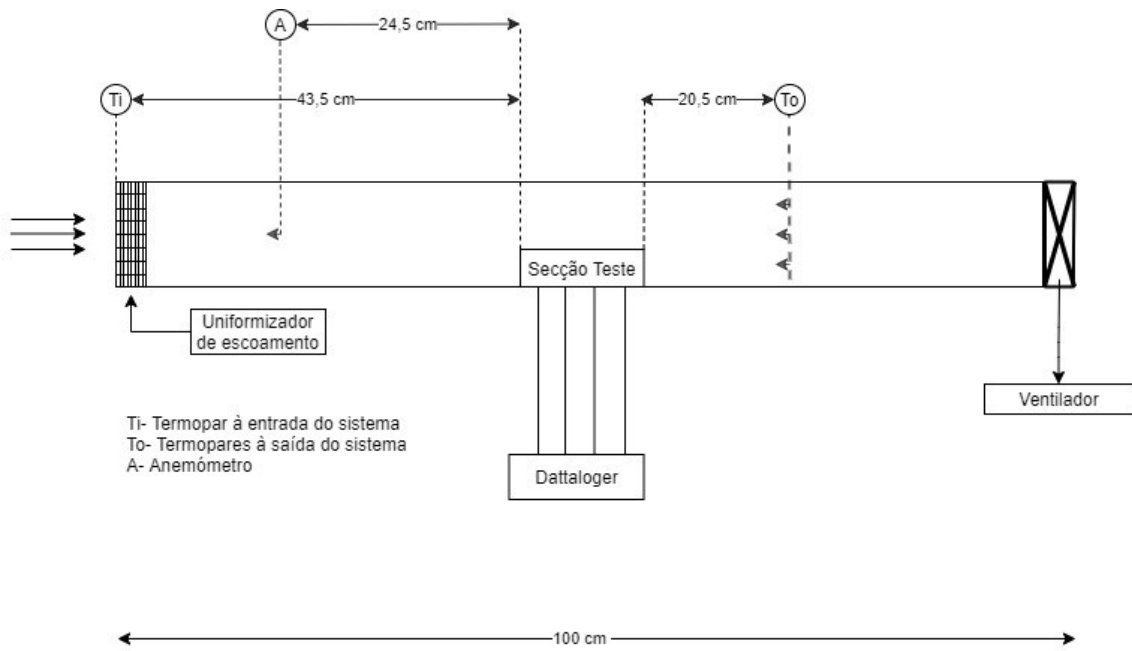 A
24,5 cm
Ti
43,5 cm
20,5 cm
To
Secção Teste
Uniformizador
de escoamento
Ventilador
Ti- Termopar à entrada do sistema
To- Termopares à saída do sistema
A- Anemómetro
Dattaloger
100 cm